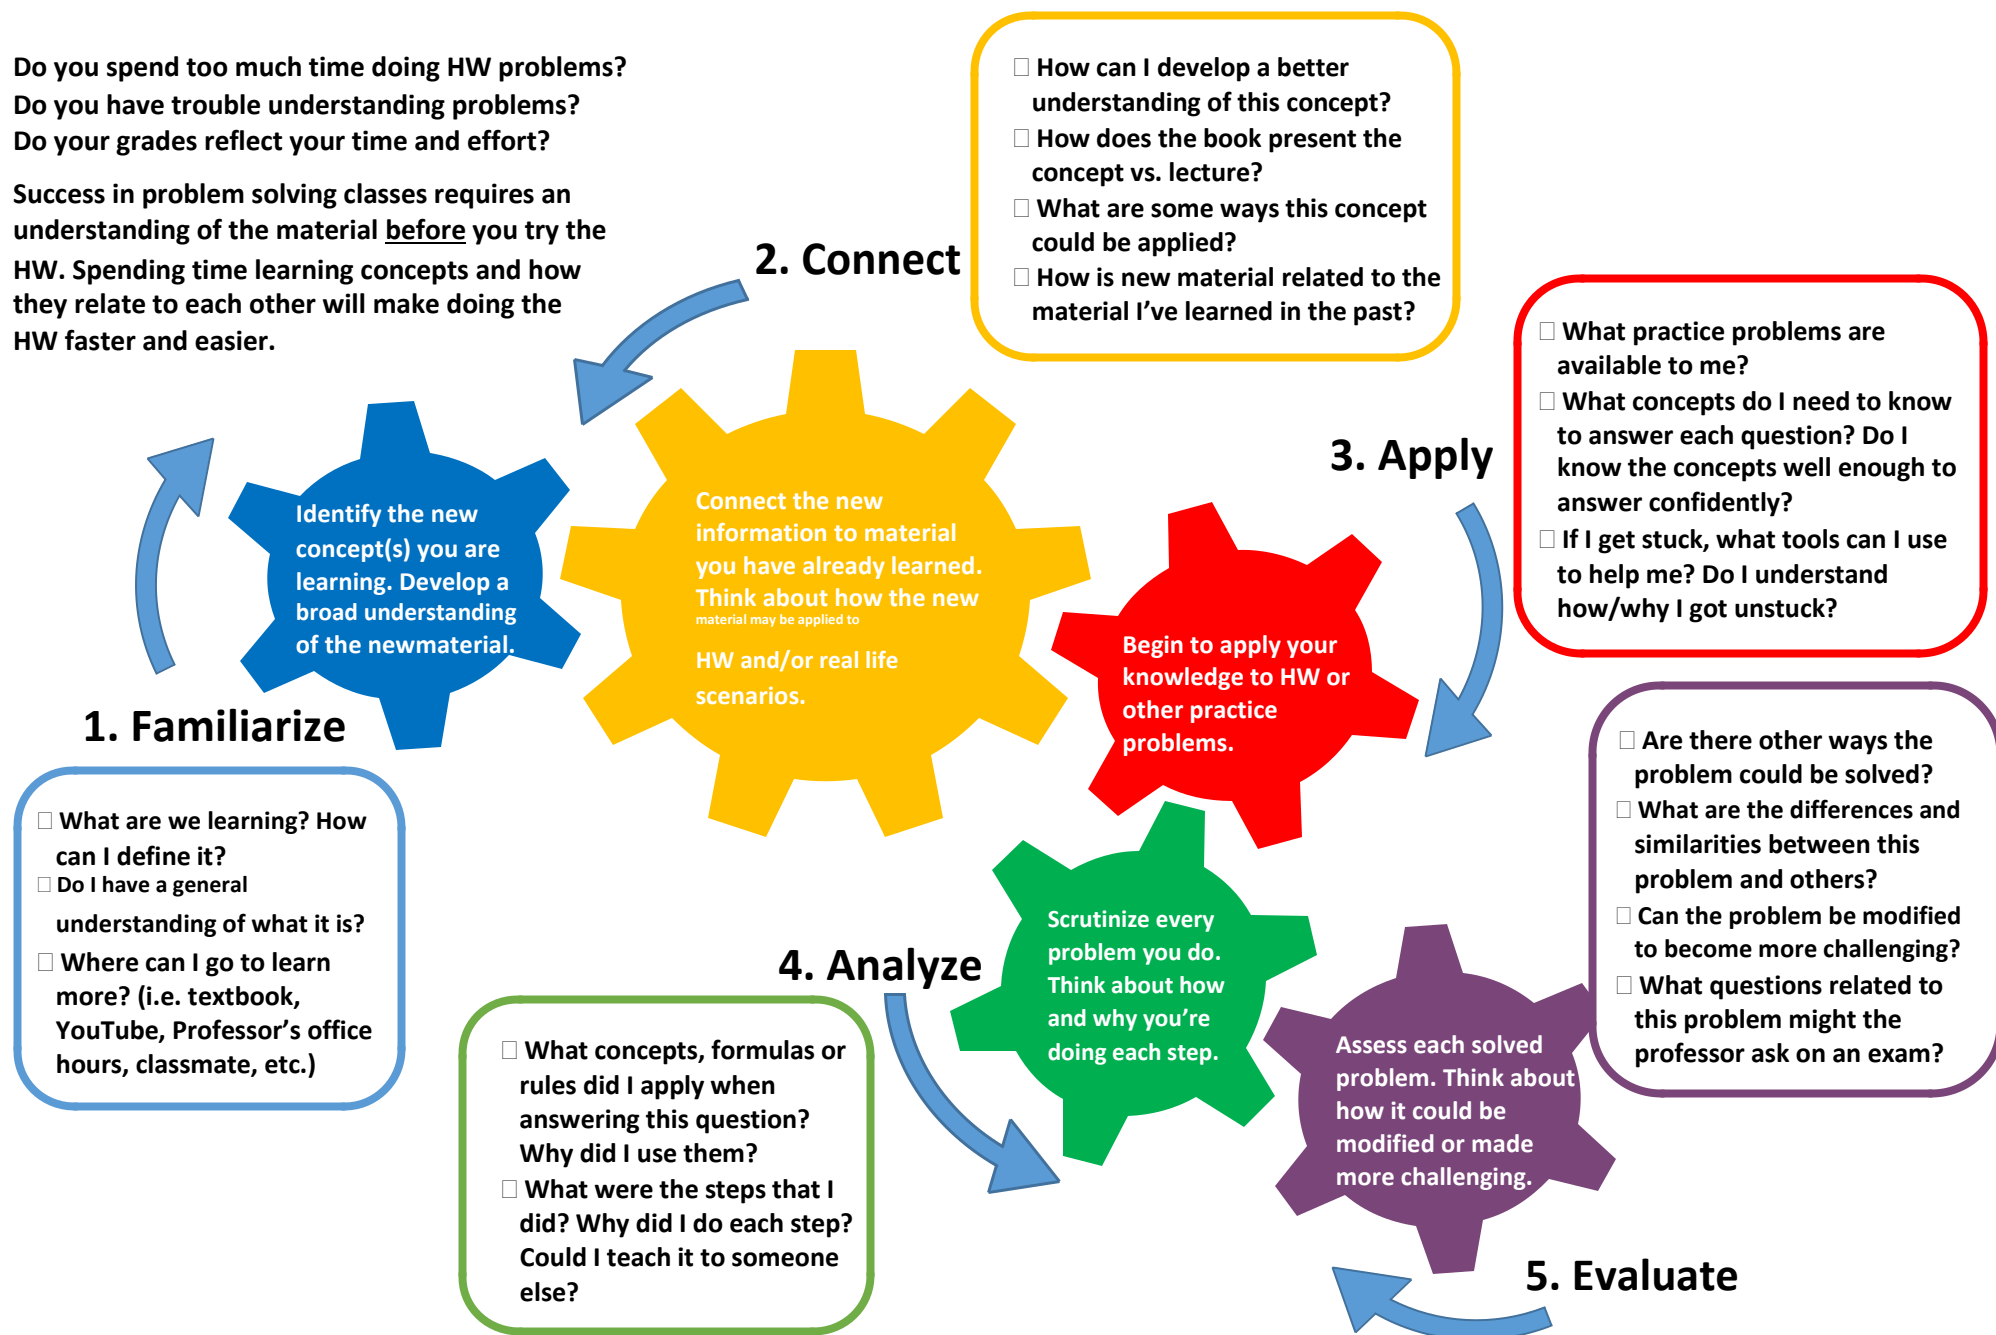 Do you spend too much time doing HW problems?
Do you have trouble understanding problems?
Do your grades reflect your time and effort?
Success in problem solving classes requires an
understanding of the material before you try the
HW. Spending time learning concepts and how
they relate to each other will make doing the
HW faster and easier.
1. Familiarize
Identify the new
concept(s) you are
learning. Develop a
broad understanding
of the newmaterial.
□ What are we learning? How
can I define it?
□ Do I have a general
understanding of what it is?
□ Where can I go to learn
more? (i.e. textbook,
YouTube, Professor’s office
hours, classmate, etc.)
2. Connect
Connect the new
information to material
you have already learned.
Think about how the new
material may be applied to
HW and/or real life
scenarios.
□ How can I develop a better
understanding of this concept?
□ How does the book present the
concept vs. lecture?
□ What are some ways this concept
could be applied?
□ How is new material related to the
material I’ve learned in the past?
3. Apply
Begin to apply your
knowledge to HW or
other practice
problems.
□ What practice problems are
available to me?
□ What concepts do I need to know
to answer each question? Do I
know the concepts well enough to
answer confidently?
□ If I get stuck, what tools can I use
to help me? Do I understand
how/why I got unstuck?
4. Analyze
Scrutinize every
problem you do.
Think about how
and why you’re
doing each step.
□ What concepts, formulas or
rules did I apply when
answering this question?
Why did I use them?
□ What were the steps that I
did? Why did I do each step?
Could I teach it to someone
else?
5. Evaluate
Assess each solved
problem. Think about
how it could be
modified or made
more challenging.
□ Are there other ways the
problem could be solved?
□ What are the differences and
similarities between this
problem and others?
□ Can the problem be modified
to become more challenging?
□ What questions related to
this problem might the
professor ask on an exam?